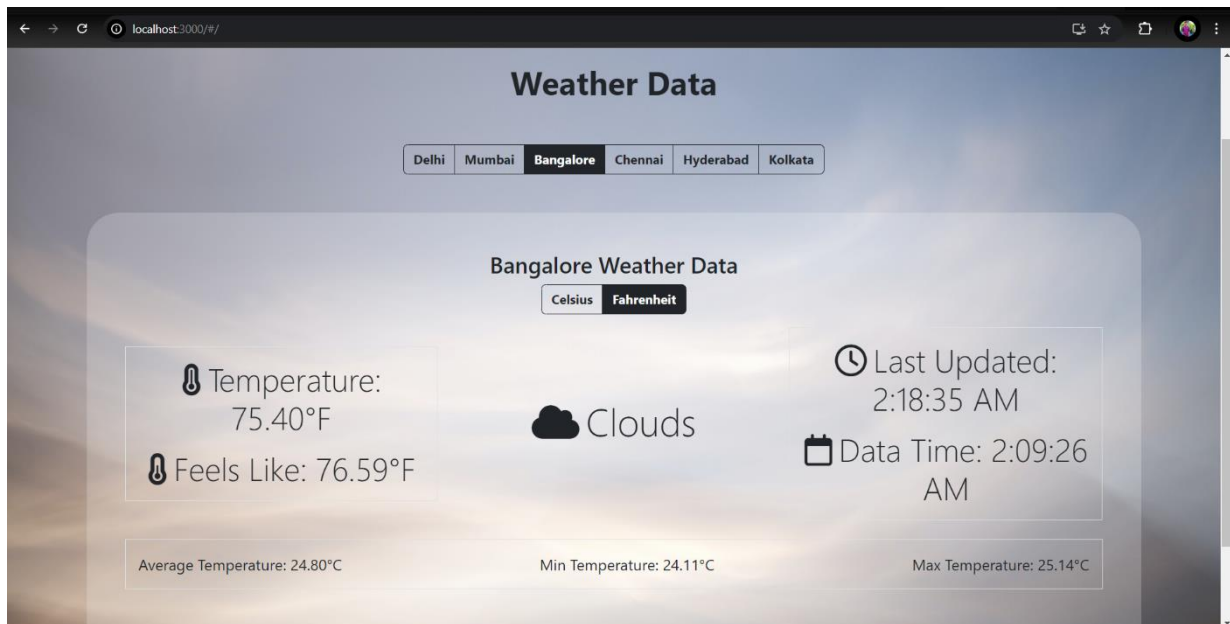 localhost:3000/#/
Weather Data
Delhi Mumbai Bangalore Chennai Hyderabad Kolkata
Bangalore Weather Data
Celsius Fahrenheit
Temperature:
75.40°F
Feels Like: 76.59°F
Clouds
Last Updated:
2:18:35 AM
Data Time: 2:09:26
AM
Average Temperature: 24.80°C Min Temperature: 24.11°C Max Temperature: 25.14°C